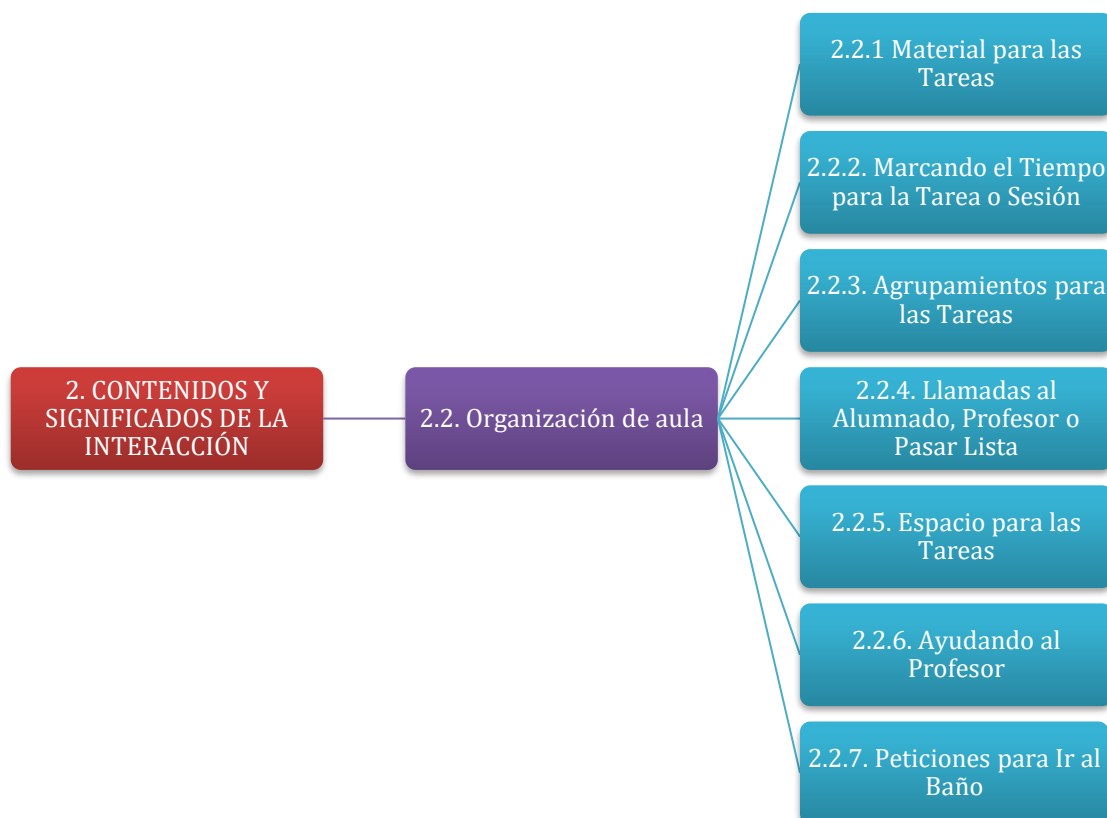 2.2.1 Material para las
Tareas
2.2.2. Marcando el Tiempo
para la Tarea o Sesión
2.2.3. Agrupamientos para
las Tareas
2. CONTENIDOS Y
SIGNIFICADOS DE LA
INTERACCIÓN
2.2. Organización de aula
2.2.4. Llamadas al
Alumnado, Profesor o
Pasar Lista
2.2.5. Espacio para las
Tareas
2.2.6. Ayudando al
Profesor
2.2.7. Peticiones para Ir al
Baño